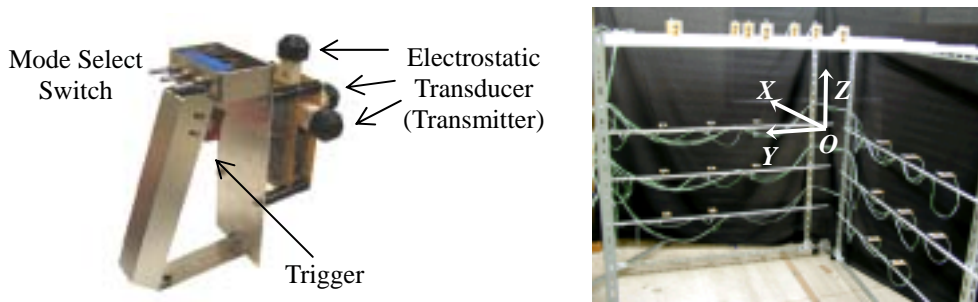 Mode Select
Switch
Electrostatic
Transducer
(Transmitter)
Trigger
X
Z
Y
O